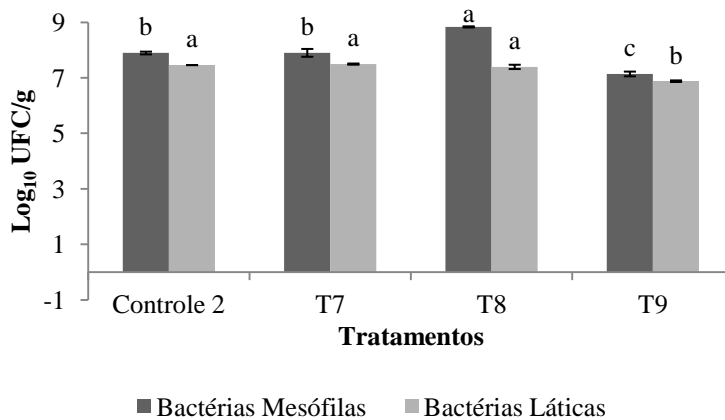 9
7
5
3
1
-1
Log10 UFC/g
b a b a a a c b
Controle 2 T7 T8 T9
Tratamentos
Bactérias Mesófilas Bactérias Láticas